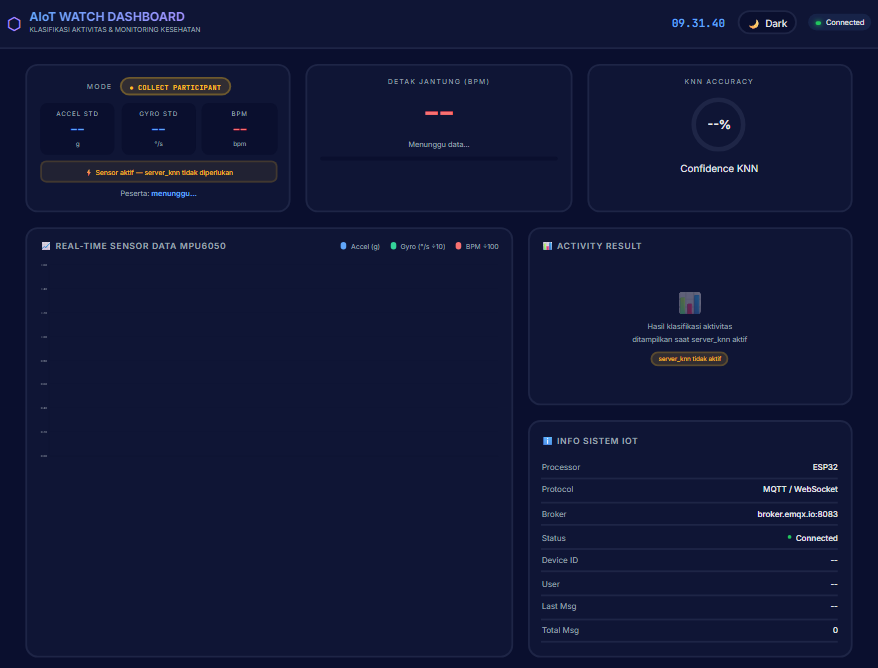 AIoT WATCH DASHBOARD
KLASIFIKASI AKTIVITAS & MONITORING KESEHATAN
09.31.40
Dark
Connected
MODE
COLLECT PARTICIPANT
ACCEL STD
GYRO STD
BPM
--
--
--
g
°/s
bpm
Sensor aktif — server_knn tidak diperlukan
Peserta: menunggu...
DETAK JANTUNG (BPM)
--
Menunggu data...
KNN ACCURACY
--%
Confidence KNN
REAL-TIME SENSOR DATA MPU6050
Accel (g)
Gyro (°/s ÷10)
BPM ÷100
ACTIVITY RESULT
Hasil klasifikasi aktivitas
ditampilkan saat server_knn aktif
server_knn tidak aktif
INFO SISTEM IOT
Processor ESP32
Protocol MQTT / WebSocket
Broker broker.emqx.io:8083
Status Connected
Device ID --
User --
Last Msg --
Total Msg 0